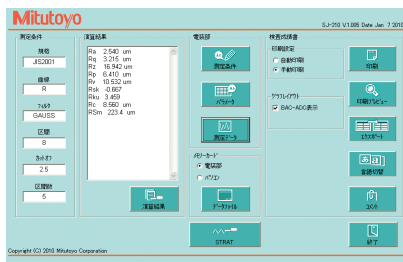 Mitutoyo
SJ-210 V.1.005 Date Jan 7 2010
測定条件
規格
JIS2001
曲線
R
フィルタ
GAUSS
区間
8
カットオフ
2.5
区間数
5
演算結果
Ra 2.540 um
Rq 3.215 um
Rz 16.942 um
Rp 6.410 um
Rv 10.532 um
Rsk -0.667
Rku 3.459
Rc 8.560 um
RSm 223.4 um
演算結果
電装部
測定条件
パラメータ
測定データ
メモリーカード
電装部
パソコン
データファイル
STRAT
検査成績書
印刷設定
自動印刷
手動印刷
グラフレイアウト
BAC-ADC表示
印刷
印刷プレビュー
エクスポート
あa
言語切替
コメント
終了
Copyright (C) 2010 Mitutoyo Corporation